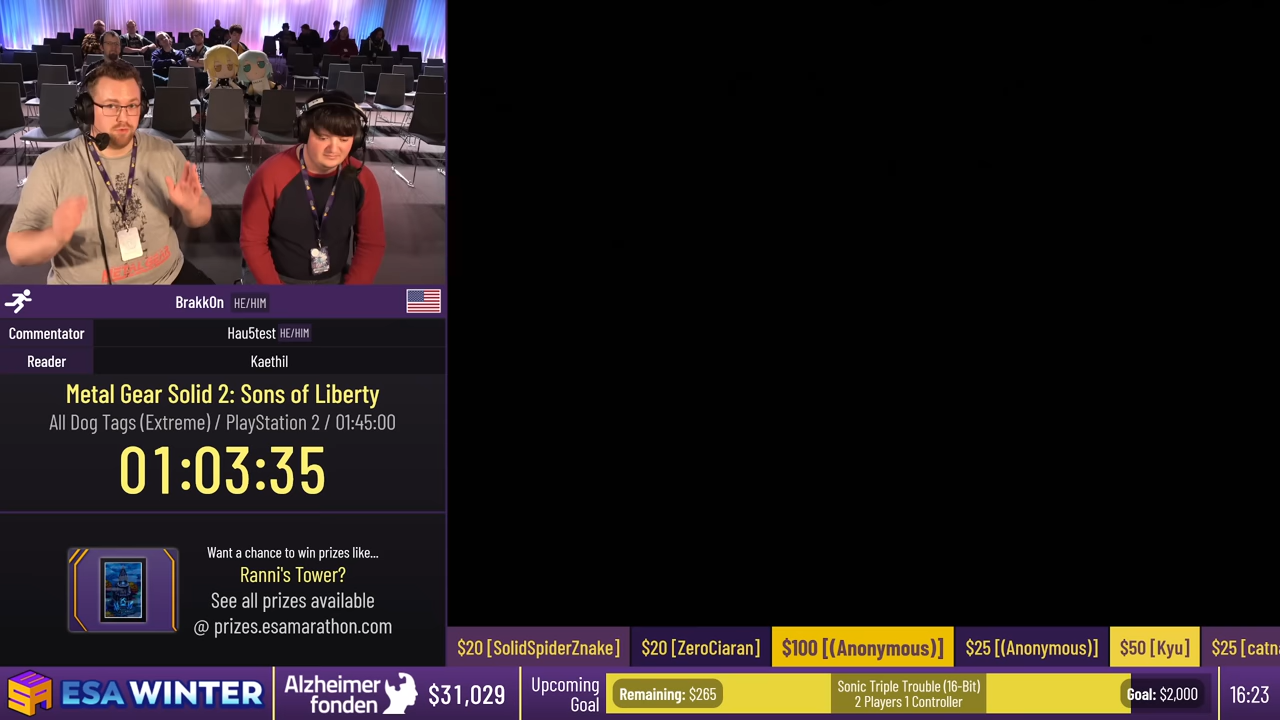 BrakkOn HE/HIM
Commentator Hau5test HE/HIM
Reader Kaethil
Metal Gear Solid 2: Sons of Liberty
All Dog Tags (Extreme) / PlayStation 2 / 01:45:00
01:03:35
Want a chance to win prizes like...
Ranni's Tower?
See all prizes available
@ prizes.esamarathon.com
$20 [SolidSpiderZnake] $20 [ZeroCiaran] $100 [(Anonymous)] $25 [(Anonymous)] $50 [Kyu] $25 [catna
ESA WINTER
Alzheimer
fonden
$31,029
Upcoming
Goal
Remaining: $265
Sonic Triple Trouble (16-Bit)
2 Players 1 Controller
Goal: $2,000
16:23